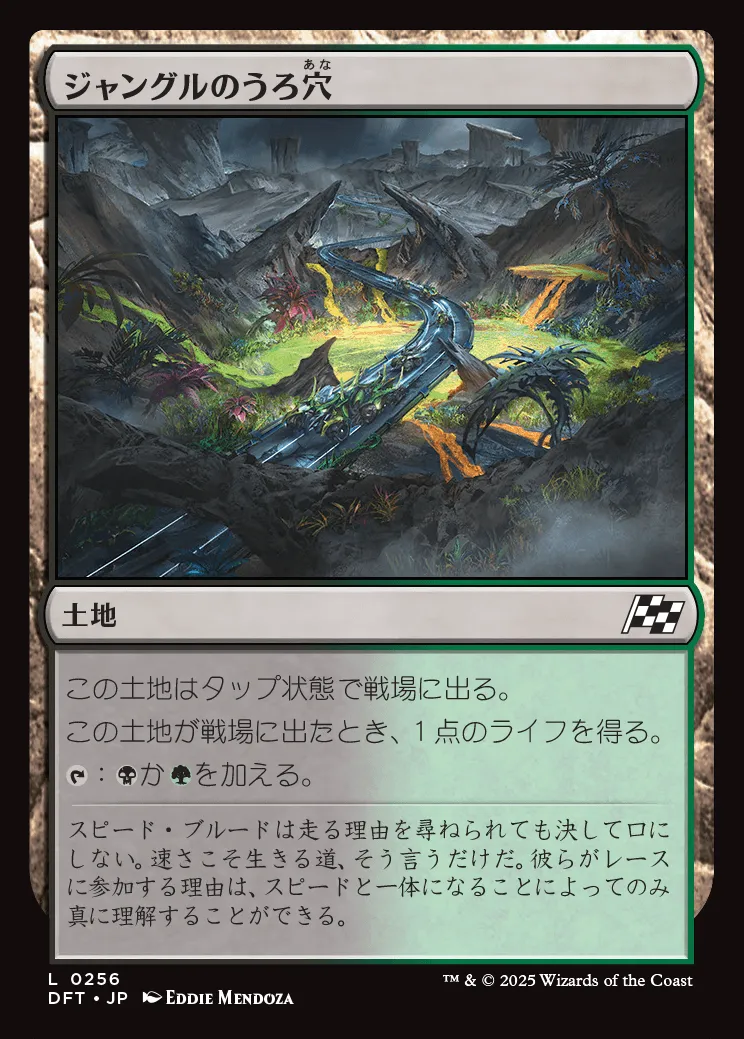 ジャングルのうろ穴
あな
土地
この土地はタップ状態で戦場に出る。
この土地が戦場に出たとき、1点のライフを得る。
：か を加える。
スピード・ブルードは走る理由を尋ねられても決して口に
しない。速さこそ生きる道、そう言うだけだ。彼らがレース
に参加する理由は、スピードと一体になることによってのみ
真に理解することができる。
L 0256
DFT • JP EDDIE MENDOZA
™ & © 2025 Wizards of the Coast